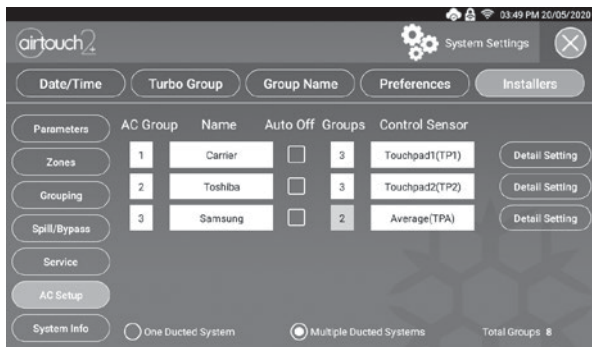 03:49 PM 20/05/2020
airtouch2+
System Settings
Date/Time Turbo Group Group Name Preferences Installers
Parameters AC Group Name Auto Off Groups Control Sensor
1 Carrier 3 Touchpad1(TP1) Detail Setting
Zones
2 Toshiba 3 Touchpad2(TP2) Detail Setting
Grouping
3 Samsung 2 Average(TPA) Detail Setting
Spill/Bypass
Service
AC Setup
System Info One Ducted System Multiple Ducted Systems Total Groups 8